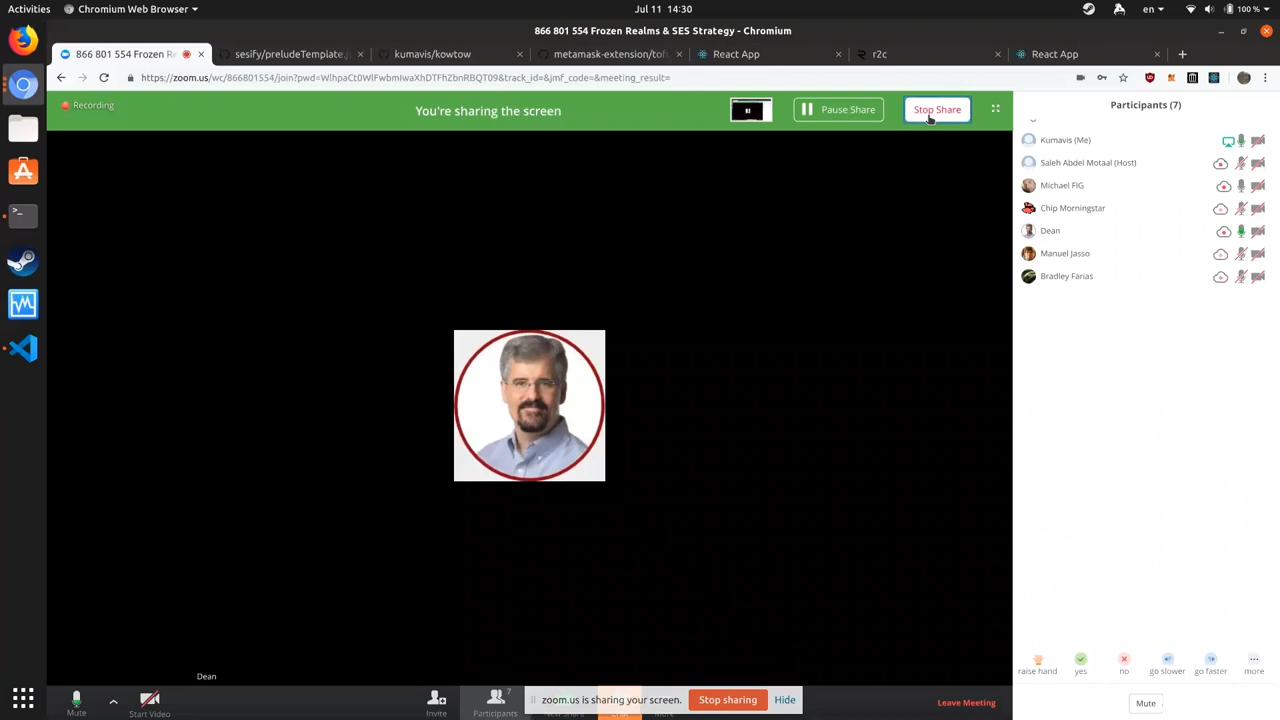 Activities
Chromium Web Browser
Jul 11 14:30
en
100 %
866 801 554 Frozen Realms & SES Strategy - Chromium
866 801 554 Frozen Re
sesify/preludeTemplate.j
kumavis/kowtow
metamask-extension/tofu
React App
r2c
React App
https://zoom.us/wc/866801554/join?pwd=WlhpaCt0WlFwbmIwaXhDTFhZbnRBQT09&track_id=&jmf_code=&meeting_result=
Recording
You're sharing the screen
Pause Share
Stop Share
Participants (7)
Kumavis (Me)
Saleh Abdel Motaal (Host)
Michael FIG
Chip Morningstar
Dean
Manuel Jasso
Bradley Farias
raise hand
yes
no
go slower
go faster
more
Dean
Mute
Start Video
Invite
7
Participants
zoom.us is sharing your screen.
Stop sharing
Hide
Leave Meeting
Mute